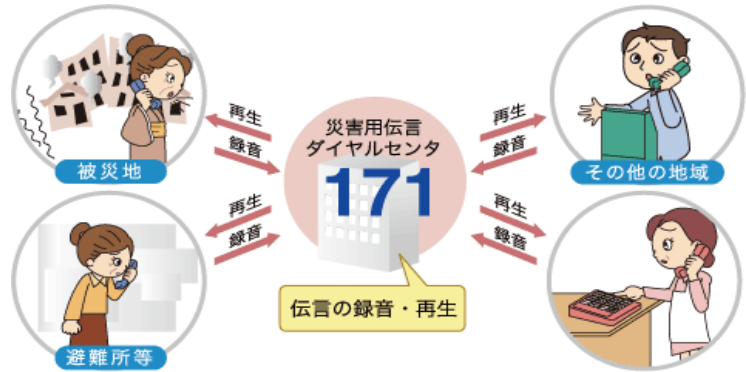 災害用伝言
ダイヤルセンタ
171
伝言の録音・再生
再生
録音
被災地
再生
録音
その他の地域
再生
録音
避難所等
再生
録音